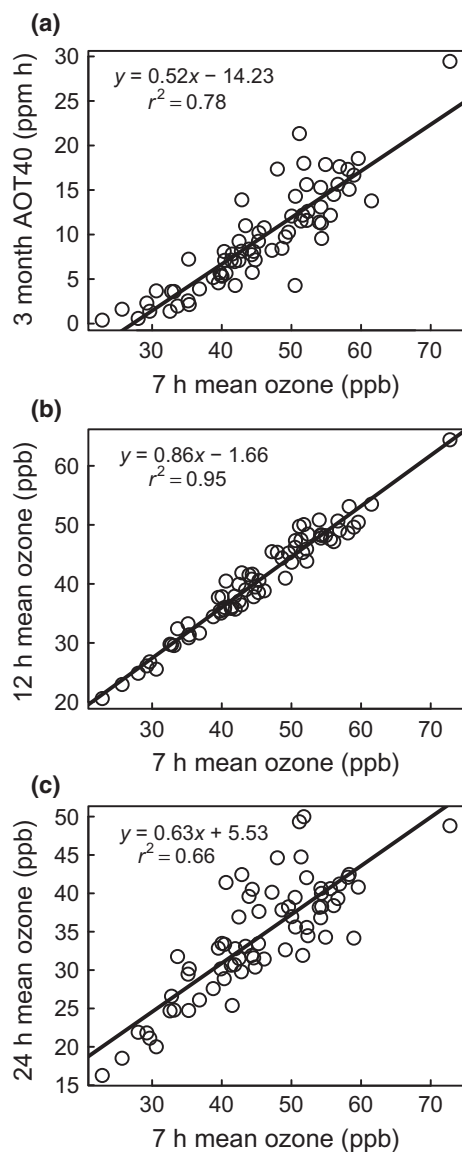 (a)
y = 0.52x − 14.23
r² = 0.78
3 month AOT40 (ppm h)
30
25
20
15
10
5
0
30 40 50 60 70
7 h mean ozone (ppb)
(b)
y = 0.86x − 1.66
r² = 0.95
12 h mean ozone (ppb)
60
50
40
30
20
30 40 50 60 70
7 h mean ozone (ppb)
(c)
y = 0.63x + 5.53
r² = 0.66
24 h mean ozone (ppb)
50
45
40
35
30
25
20
15
30 40 50 60 70
7 h mean ozone (ppb)